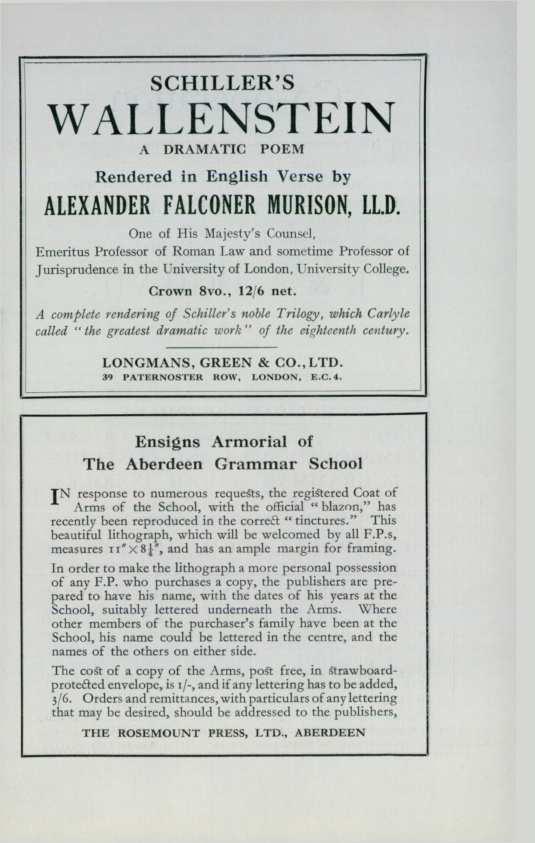 SCHILLER'S
WALLENSTEIN
A DRAMATIC POEM
Rendered in English Verse by
ALEXANDER FALCONER MURISON, LL.D.
One of His Majesty's Counsel,
Emeritus Professor of Roman Law and sometime Professor of
Jurisprudence in the University of London, University College.
Crown 8vo., 12/6 net.
A complete rendering of Schiller's noble Trilogy, which Carlyle
called "the greatest dramatic work" of the eighteenth century.
LONGMANS, GREEN & CO., LTD.
39 PATERNOSTER ROW, LONDON, E.C.4.
Ensigns Armorial of
The Aberdeen Grammar School
IN response to numerous requests, the registered Coat of
Arms of the School, with the official "blazon," has
recently been reproduced in the correct "tinctures." This
beautiful lithograph, which will be welcomed by all F.P.s,
measures 11"×8¼", and has an ample margin for framing.
In order to make the lithograph a more personal possession
of any F.P. who purchases a copy, the publishers are pre-
pared to have his name, with the dates of his years at the
School, suitably lettered underneath the Arms. Where
other members of the purchaser's family have been at the
School, his name could be lettered in the centre, and the
names of the others on either side.
The cost of a copy of the Arms, post free, in strawboard-
protected envelope, is 1/-, and if any lettering has to be added,
3/6. Orders and remittances, with particulars of any lettering
that may be desired, should be addressed to the publishers,
THE ROSEMOUNT PRESS, LTD., ABERDEEN